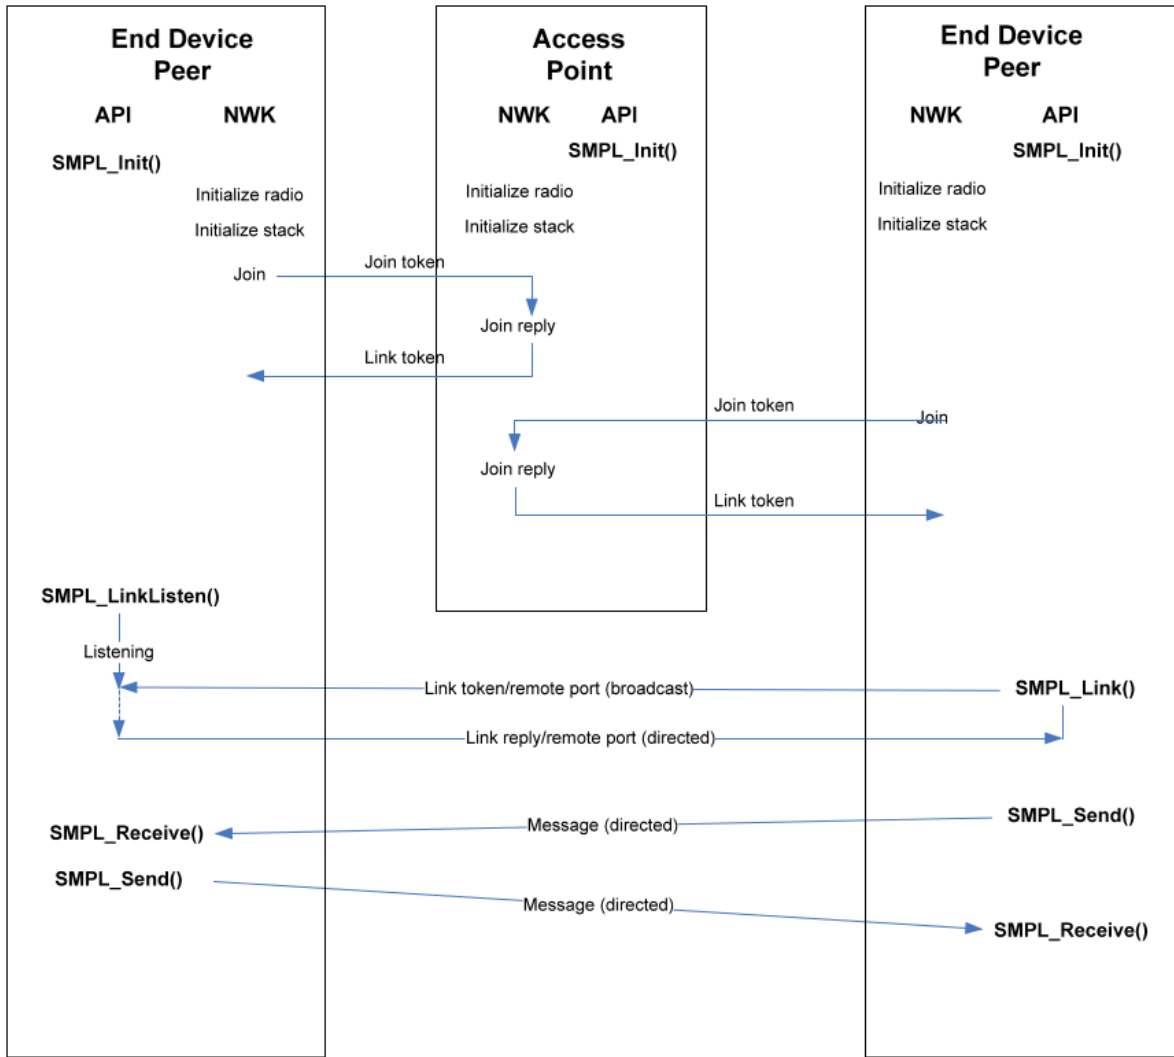 End Device
Peer
Access
Point
End Device
Peer
API NWK
NWK API
NWK API
SMPL_Init()
SMPL_Init()
SMPL_Init()
Initialize radio
Initialize radio
Initialize radio
Initialize stack
Initialize stack
Initialize stack
Join
Join token
Join reply
Link token
Join token
Join
Join reply
Link token
SMPL_LinkListen()
Listening
Link token/remote port (broadcast)
SMPL_Link()
Link reply/remote port (directed)
SMPL_Send()
Message (directed)
SMPL_Receive()
SMPL_Send()
Message (directed)
SMPL_Receive()